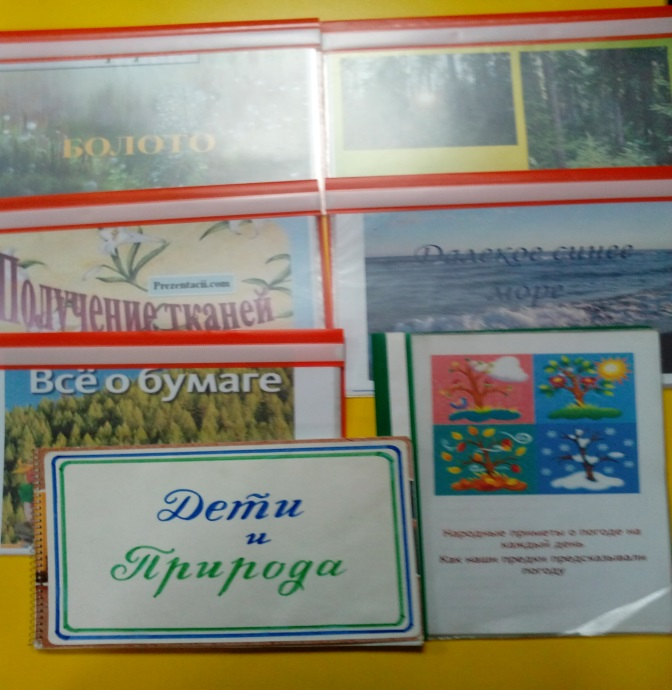 БОЛОТО
Prezentacii.com
Получение тканей
Далекое синее
море
Всё о бумаге
Дети
и
Природа
Народные приметы о погоде на
каждый день
Как наши предки предсказывали
погоду